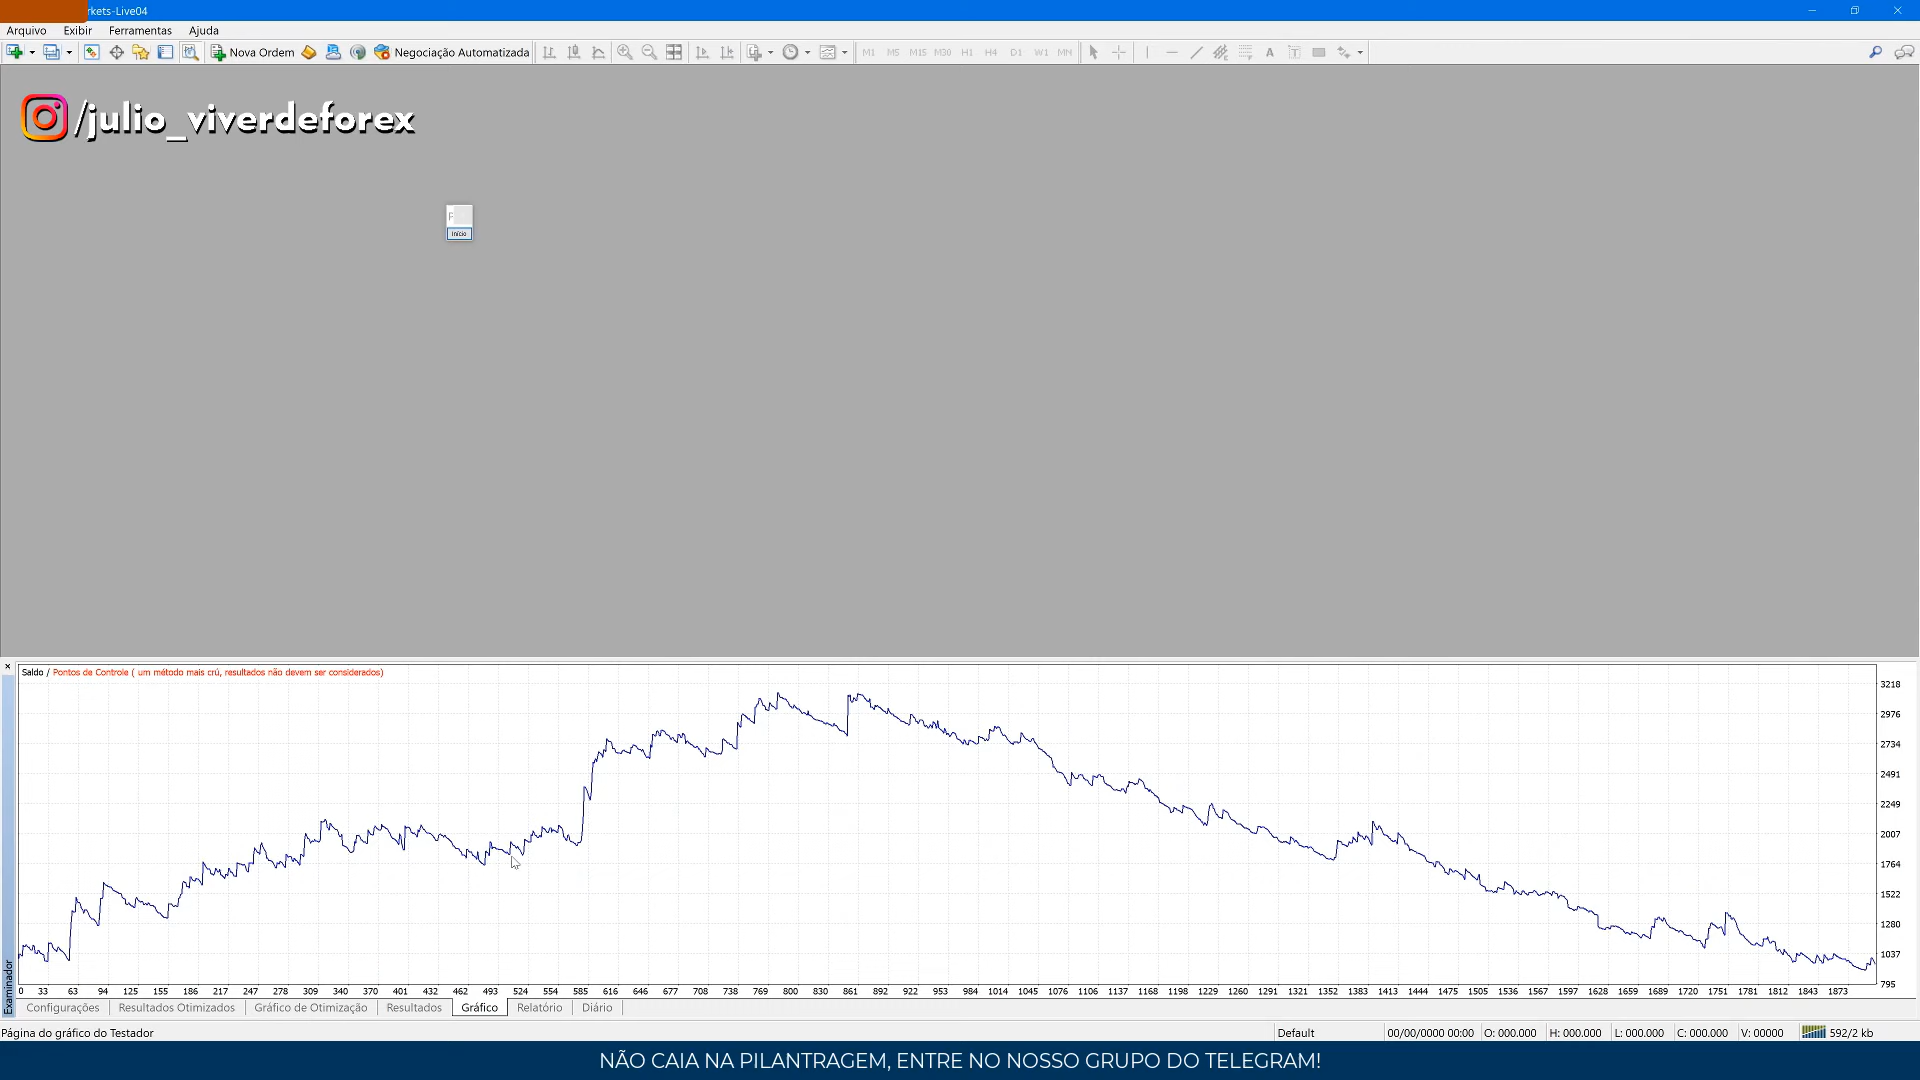 rkets-Live04
Arquivo Exibir Ferramentas Ajuda
Nova Ordem Negociação Automatizada M1 M5 M15 M30 H1 H4 D1 W1 MN
/julio_viverdeforex
F
Início
Saldo / Pontos de Controle ( um método mais crú, resultados não devem ser considerados)
3218
2976
2734
2491
2249
2007
1764
1522
1280
1037
795
0 33 63 94 125 155 186 217 247 278 309 340 370 401 432 462 493 524 554 585 616 646 677 708 738 769 800 830 861 892 922 953 984 1014 1045 1076 1106 1137 1168 1198 1229 1260 1291 1321 1352 1383 1413 1444 1475 1505 1536 1567 1597 1628 1659 1689 1720 1751 1781 1812 1843 1873
Examinador
Configurações Resultados Otimizados Gráfico de Otimização Resultados Gráfico Relatório Diário
Página do gráfico do Testador Default 00/00/0000 00:00 O: 000.000 H: 000.000 L: 000.000 C: 000.000 V: 00000 592/2 kb
NÃO CAIA NA PILANTRAGEM, ENTRE NO NOSSO GRUPO DO TELEGRAM!